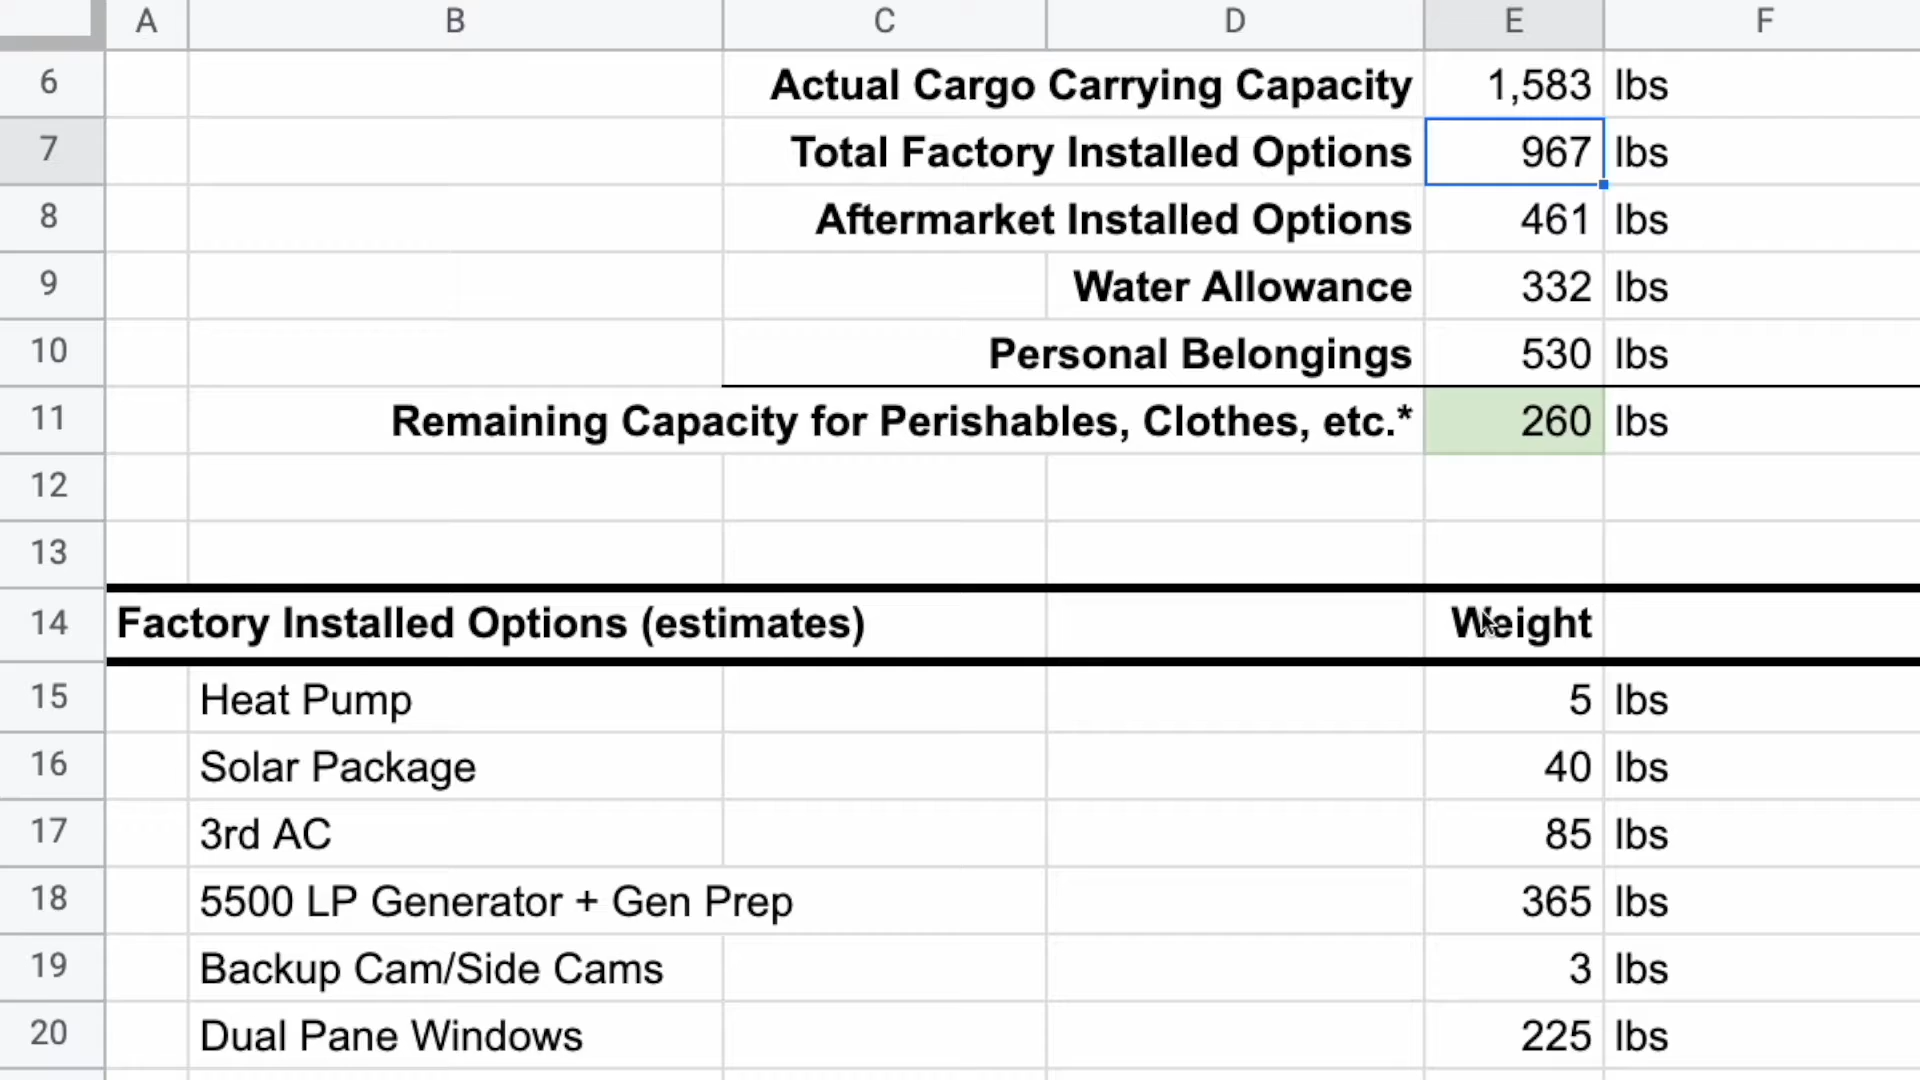 A B C D E F
6 Actual Cargo Carrying Capacity 1,583 lbs
7 Total Factory Installed Options 967 lbs
8 Aftermarket Installed Options 461 lbs
9 Water Allowance 332 lbs
10 Personal Belongings 530 lbs
11 Remaining Capacity for Perishables, Clothes, etc.* 260 lbs
12
13
14 Factory Installed Options (estimates) Weight
15 Heat Pump 5 lbs
16 Solar Package 40 lbs
17 3rd AC 85 lbs
18 5500 LP Generator + Gen Prep 365 lbs
19 Backup Cam/Side Cams 3 lbs
20 Dual Pane Windows 225 lbs